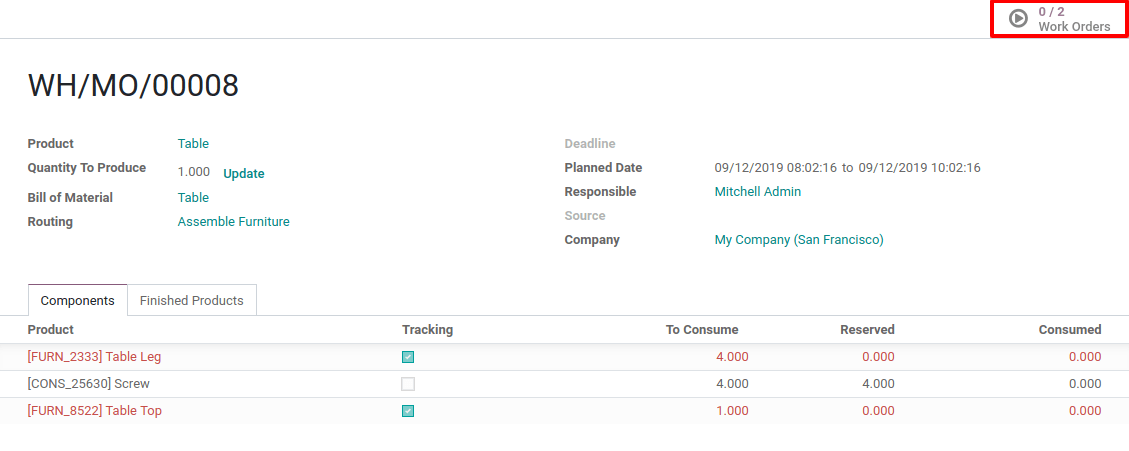 0 / 2
Work Orders
WH/MO/00008
Product Table
Quantity To Produce 1.000 Update
Bill of Material Table
Routing Assemble Furniture
Deadline
Planned Date 09/12/2019 08:02:16 to 09/12/2019 10:02:16
Responsible Mitchell Admin
Source
Company My Company (San Francisco)
Components Finished Products
Product Tracking To Consume Reserved Consumed
[FURN_2333] Table Leg 4.000 0.000 0.000
[CONS_25630] Screw 4.000 4.000 0.000
[FURN_8522] Table Top 1.000 0.000 0.000